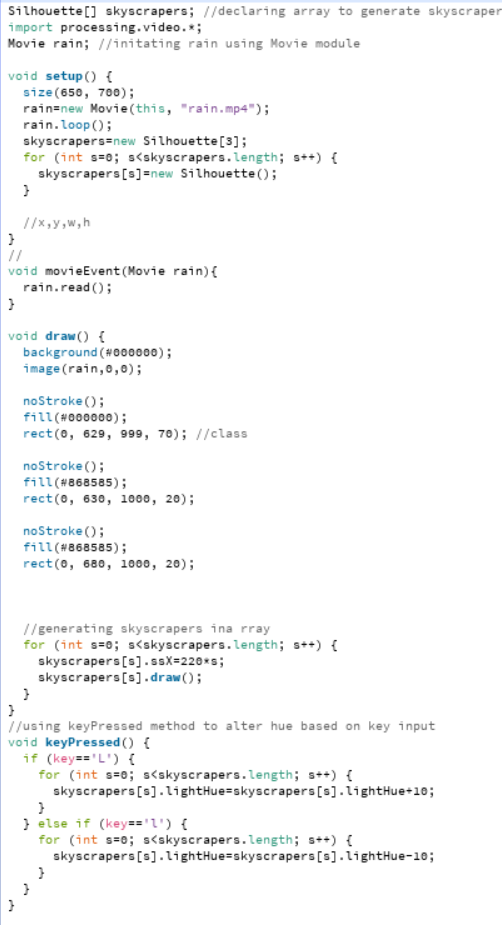 Silhouette[] skyscrapers; //declaring array to generate skyscraper
import processing.video.*;
Movie rain; //initating rain using Movie module
void setup() {
size(650, 700);
rain=new Movie(this, "rain.mp4");
rain.loop();
skyscrapers=new Silhouette[3];
for (int s=0; s<skyscrapers.length; s++) {
skyscrapers[s]=new Silhouette();
}
//x,y,w,h
}
//
void movieEvent(Movie rain){
rain.read();
}
void draw() {
background(#000000);
image(rain,0,0);
noStroke();
fill(#000000);
rect(0, 629, 999, 70); //class
noStroke();
fill(#868585);
rect(0, 630, 1000, 20);
noStroke();
fill(#868585);
rect(0, 680, 1000, 20);
//generating skyscrapers ina rray
for (int s=0; s<skyscrapers.length; s++) {
skyscrapers[s].ssX=220*s;
skyscrapers[s].draw();
}
}
//using keyPressed method to alter hue based on key input
void keyPressed() {
if (key=='L') {
for (int s=0; s<skyscrapers.length; s++) {
skyscrapers[s].lightHue=skyscrapers[s].lightHue+10;
}
} else if (key=='l') {
for (int s=0; s<skyscrapers.length; s++) {
skyscrapers[s].lightHue=skyscrapers[s].lightHue-10;
}
}
}